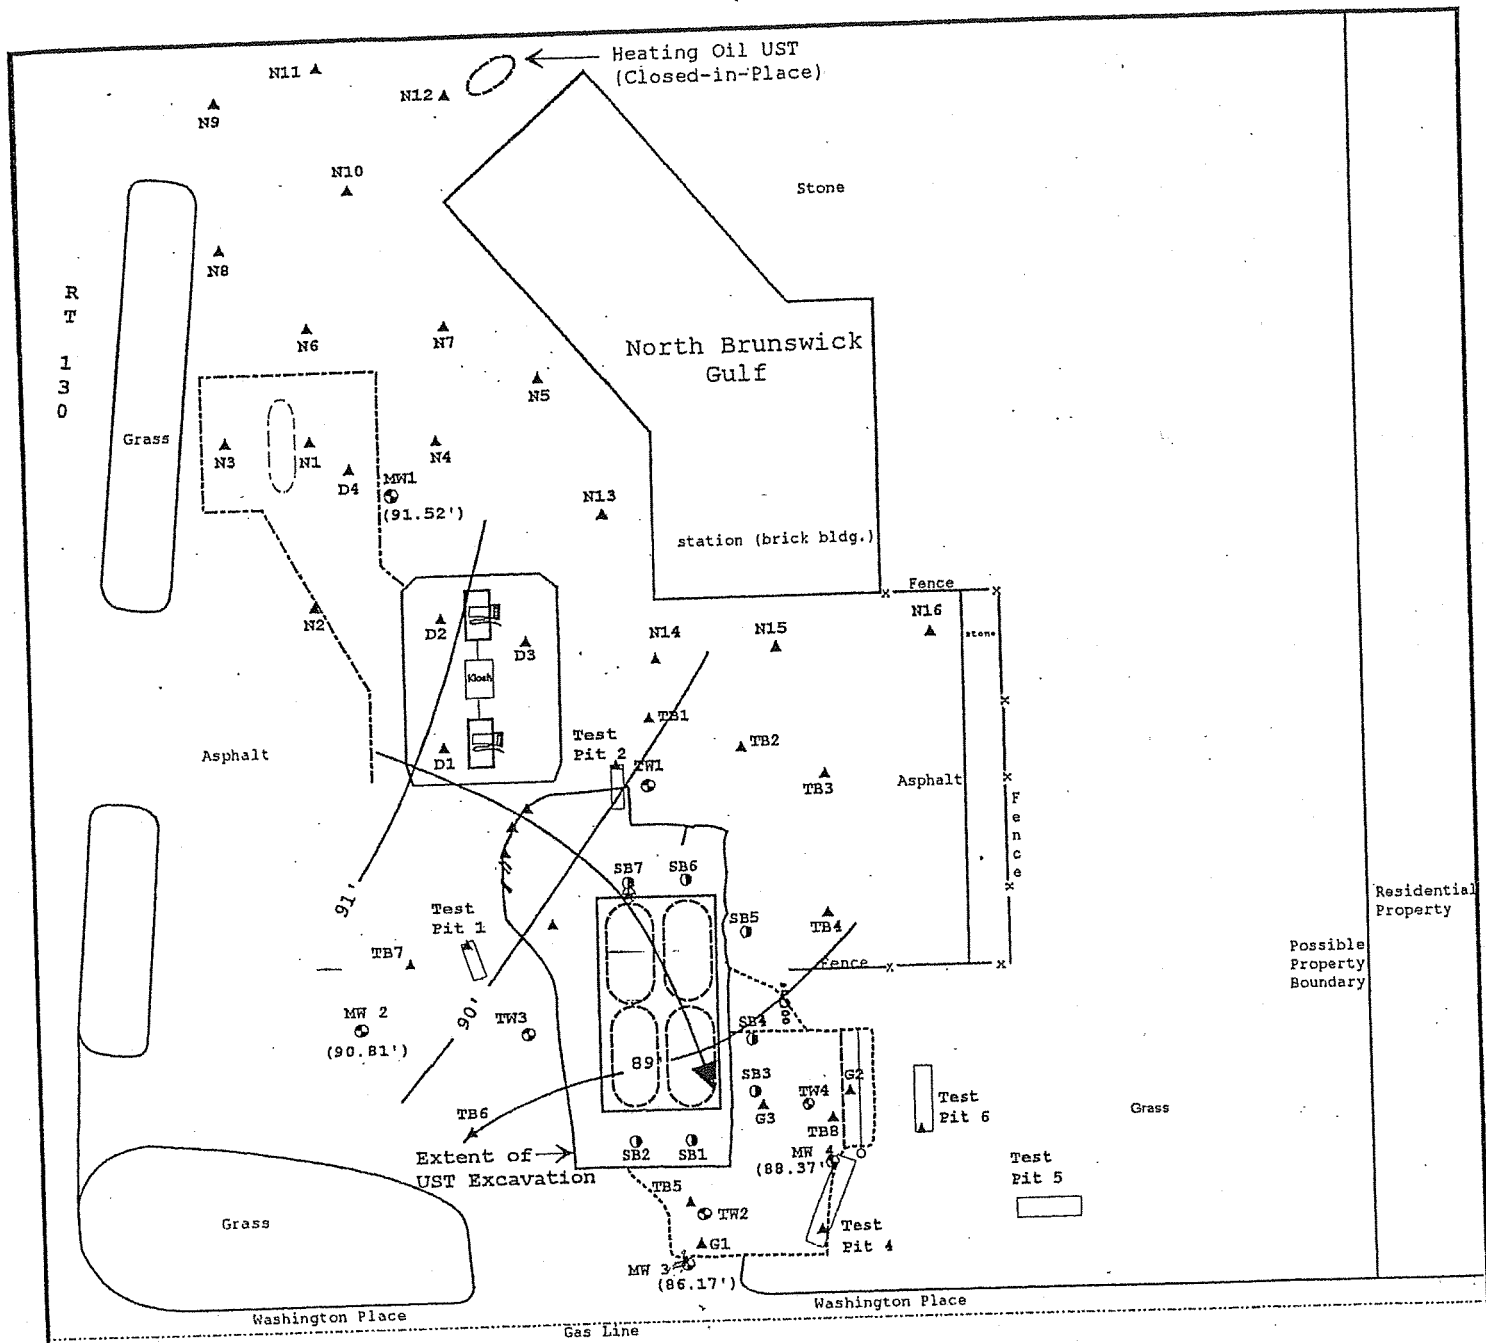 Heating Oil UST
(Closed-in-Place)
N11
N12
N9
N10
Stone
N8
RT 130
N6
N7
North Brunswick
Gulf
N5
Grass
N3
N1
D4
N4
MW1
(91.52')
N13
station (brick bldg.)
Fence
N16
stone
N2
D2
D3
N14
N15
TB1
TB2
Test
Pit 2
TW1
TB3
Asphalt
D1
Asphalt
Fence
SB7
SB6
91'
Test
Pit 1
SB5
TB4
Residential
Property
TB7
Fence
Possible
Property
Boundary
90'
MW 2
(90.81')
TW3
SB4
89'
SB3
G3
TW4
G2
TB8
Test
Pit 6
Grass
TB6
Extent of
UST Excavation
SB2
SB1
MW 4
(88.37'
Test
Pit 5
TB5
TW2
G1
Test
Pit 4
Grass
MW 3
(86.17')
Washington Place
Washington Place
Gas Line